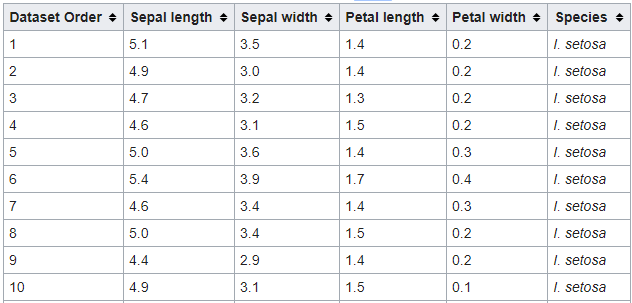 Dataset Order Sepal length Sepal width Petal length Petal width Species
1 5.1 3.5 1.4 0.2 I. setosa
2 4.9 3.0 1.4 0.2 I. setosa
3 4.7 3.2 1.3 0.2 I. setosa
4 4.6 3.1 1.5 0.2 I. setosa
5 5.0 3.6 1.4 0.3 I. setosa
6 5.4 3.9 1.7 0.4 I. setosa
7 4.6 3.4 1.4 0.3 I. setosa
8 5.0 3.4 1.5 0.2 I. setosa
9 4.4 2.9 1.4 0.2 I. setosa
10 4.9 3.1 1.5 0.1 I. setosa